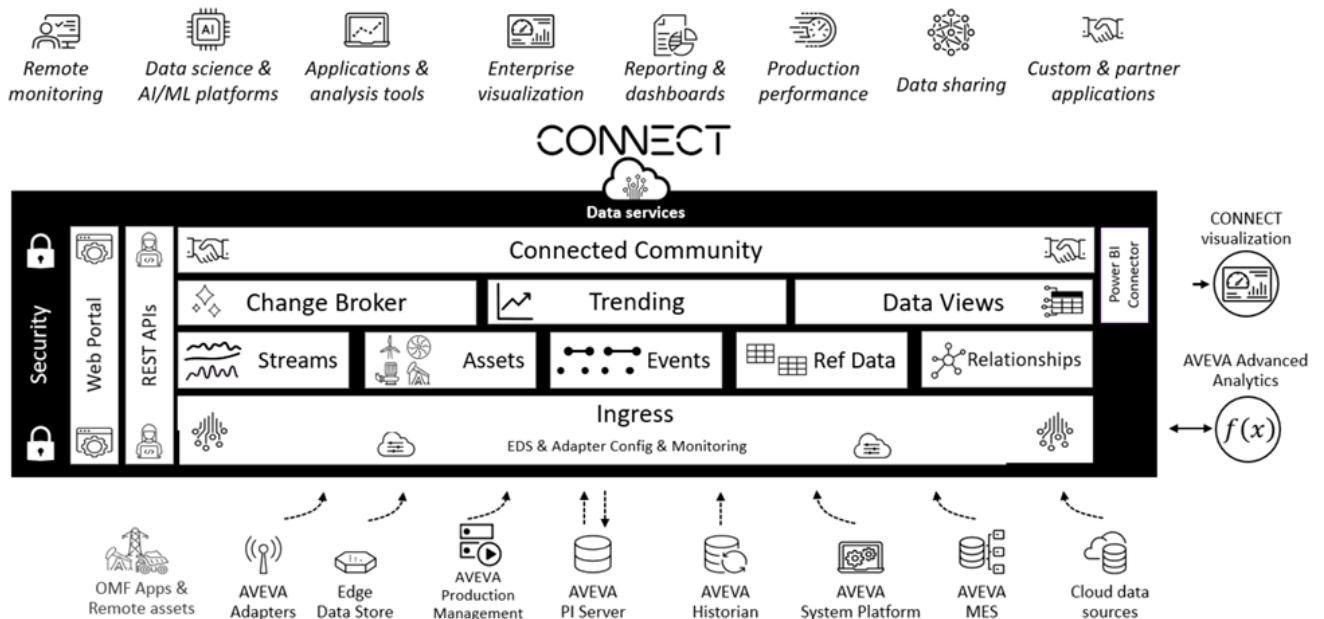 Remote
monitoring
Data science &
AI/ML platforms
Applications &
analysis tools
Enterprise
visualization
Reporting &
dashboards
Production
performance
Data sharing
Custom & partner
applications
AI
CONNECT
Data services
Security
Web Portal
REST APIs
Connected Community
Power BI
Connector
Change Broker
Trending
Data Views
Streams
Assets
Events
Ref Data
Relationships
Ingress
EDS & Adapter Config & Monitoring
CONNECT
visualization
AVEVA Advanced
Analytics
f(x)
OMF Apps &
Remote assets
AVEVA
Adapters
Edge
Data Store
AVEVA
Production
Management
AVEVA
PI Server
AVEVA
Historian
AVEVA
System Platform
AVEVA
MES
Cloud data
sources